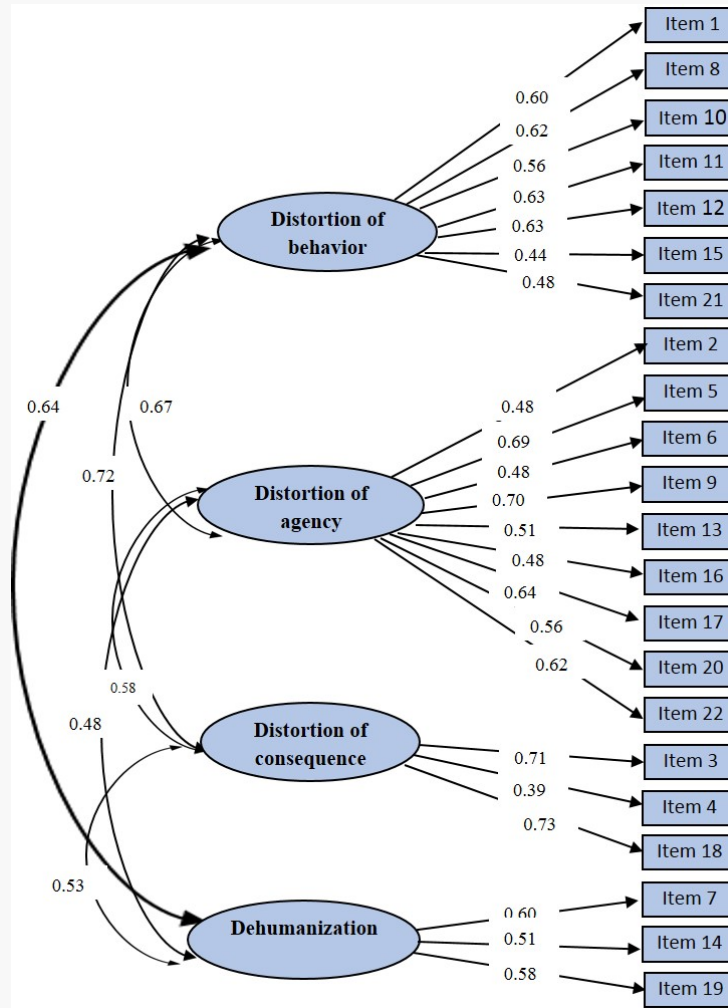 Item 1
Item 8
0.60
Item 10
0.62
0.56
Item 11
0.63
Distortion of
behavior
Item 12
0.63
0.44
Item 15
0.48
Item 21
Item 2
0.64
0.67
0.48
Item 5
0.69
Item 6
0.72
0.48
Distortion of
agency
Item 9
0.70
0.51
Item 13
0.48
Item 16
0.64
Item 17
0.56
0.62
Item 20
0.58
Item 22
0.48
Distortion of
consequence
0.71
Item 3
0.39
Item 4
0.73
Item 18
0.53
0.60
Item 7
Dehumanization
0.51
Item 14
0.58
Item 19